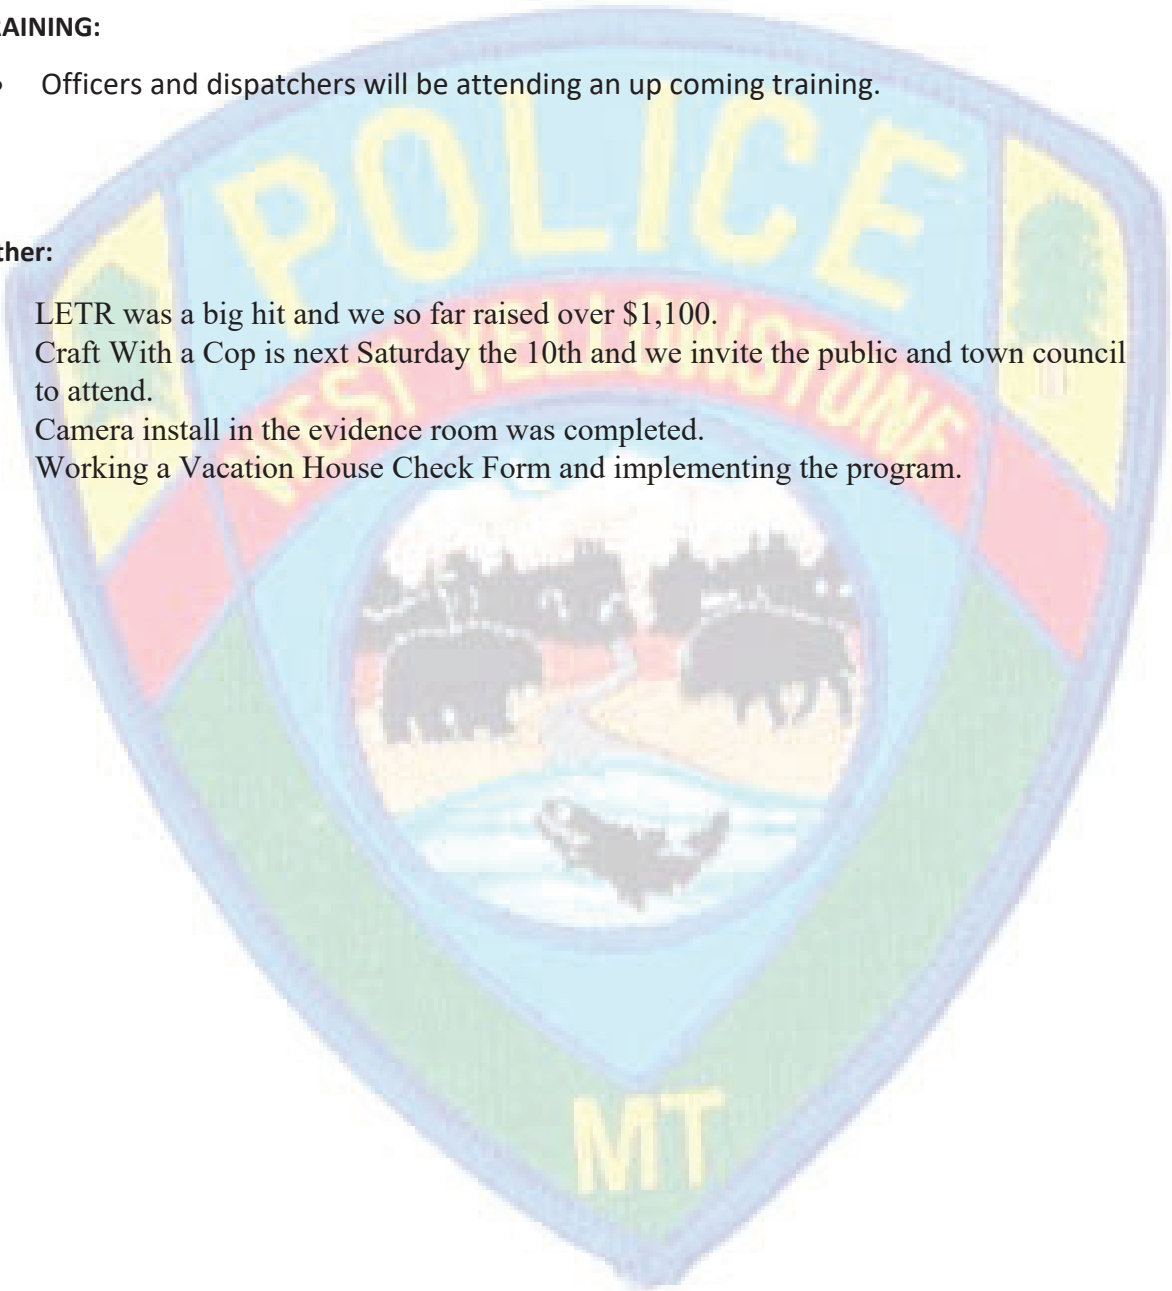 RAINING:
• Officers and dispatchers will be attending an up coming training.
ther:
LETR was a big hit and we so far raised over $1,100.
Craft With a Cop is next Saturday the 10th and we invite the public and town council
to attend.
Camera install in the evidence room was completed.
Working a Vacation House Check Form and implementing the program.
POLICE
WEST YELLOWSTONE
MT